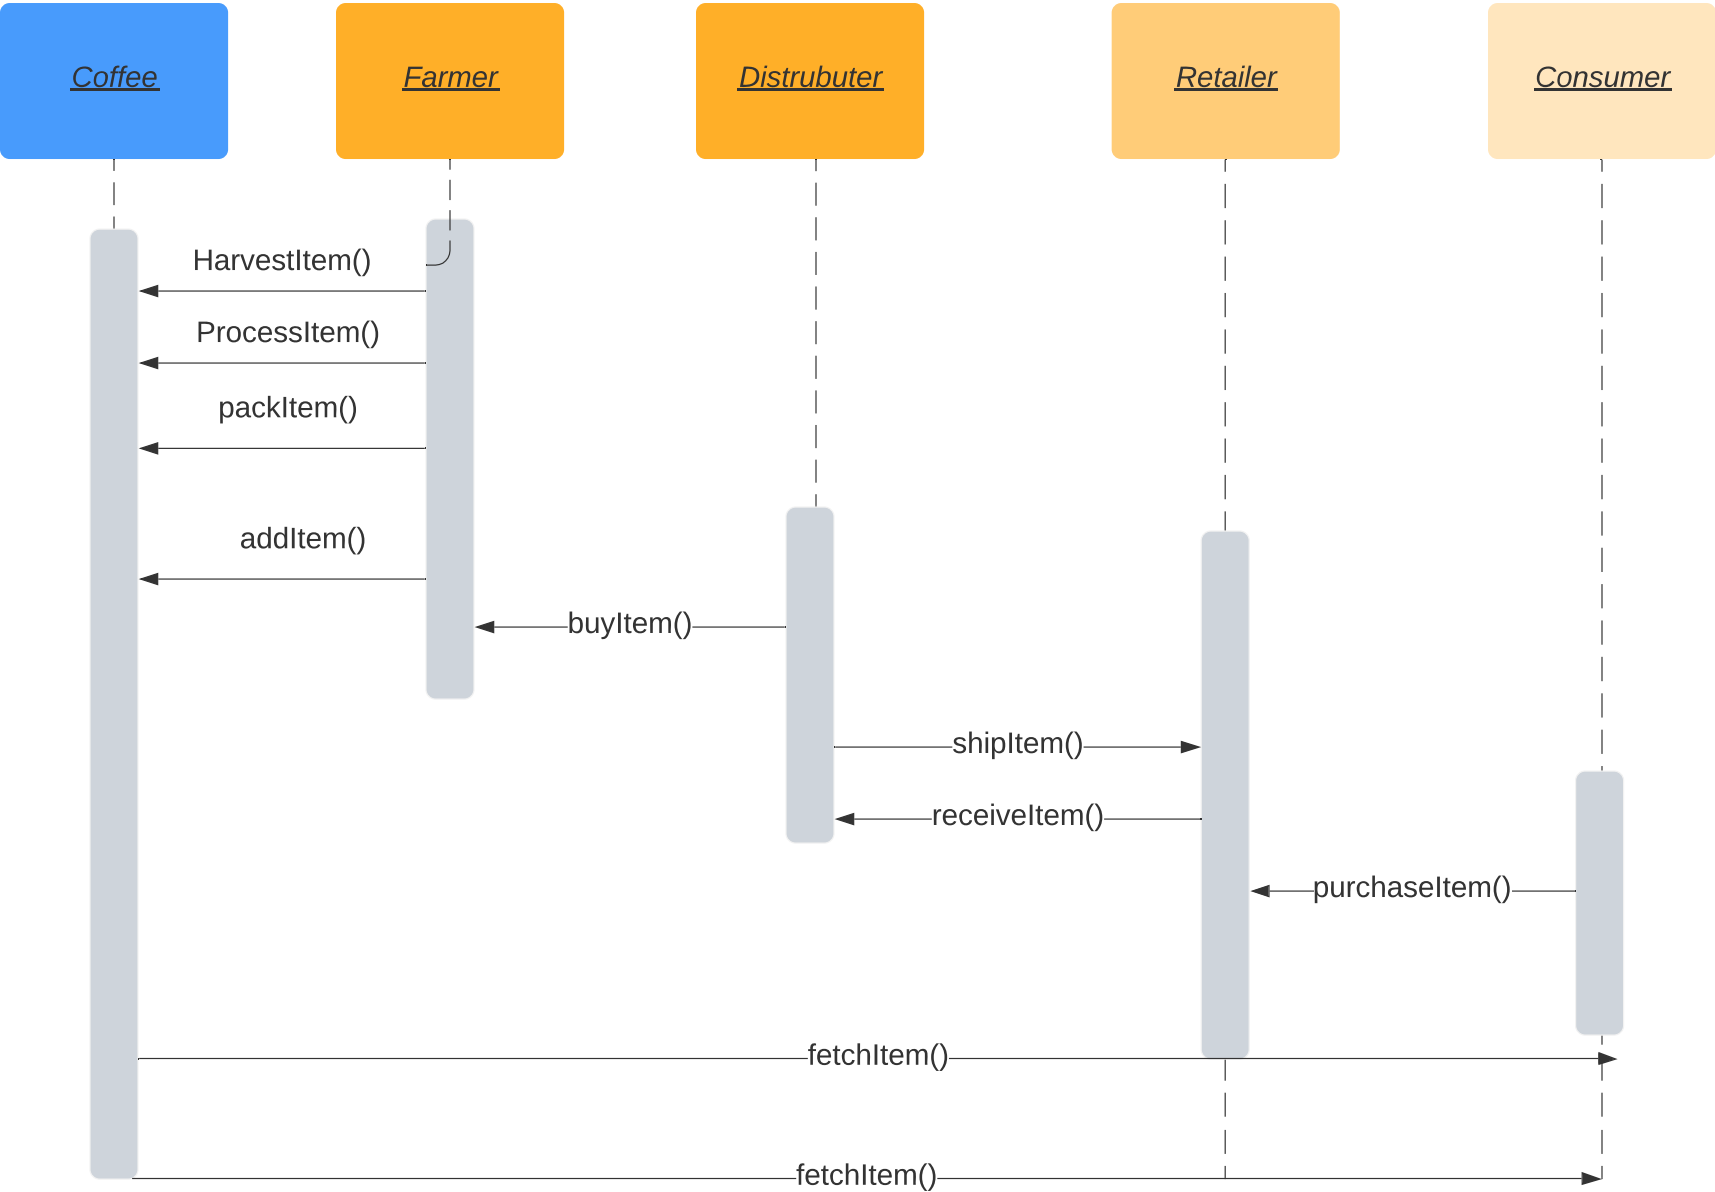 Coffee
Farmer
Distrubuter
Retailer
Consumer
HarvestItem()
ProcessItem()
packItem()
addItem()
buyItem()
shipItem()
receiveItem()
purchaseItem()
fetchItem()
fetchItem()